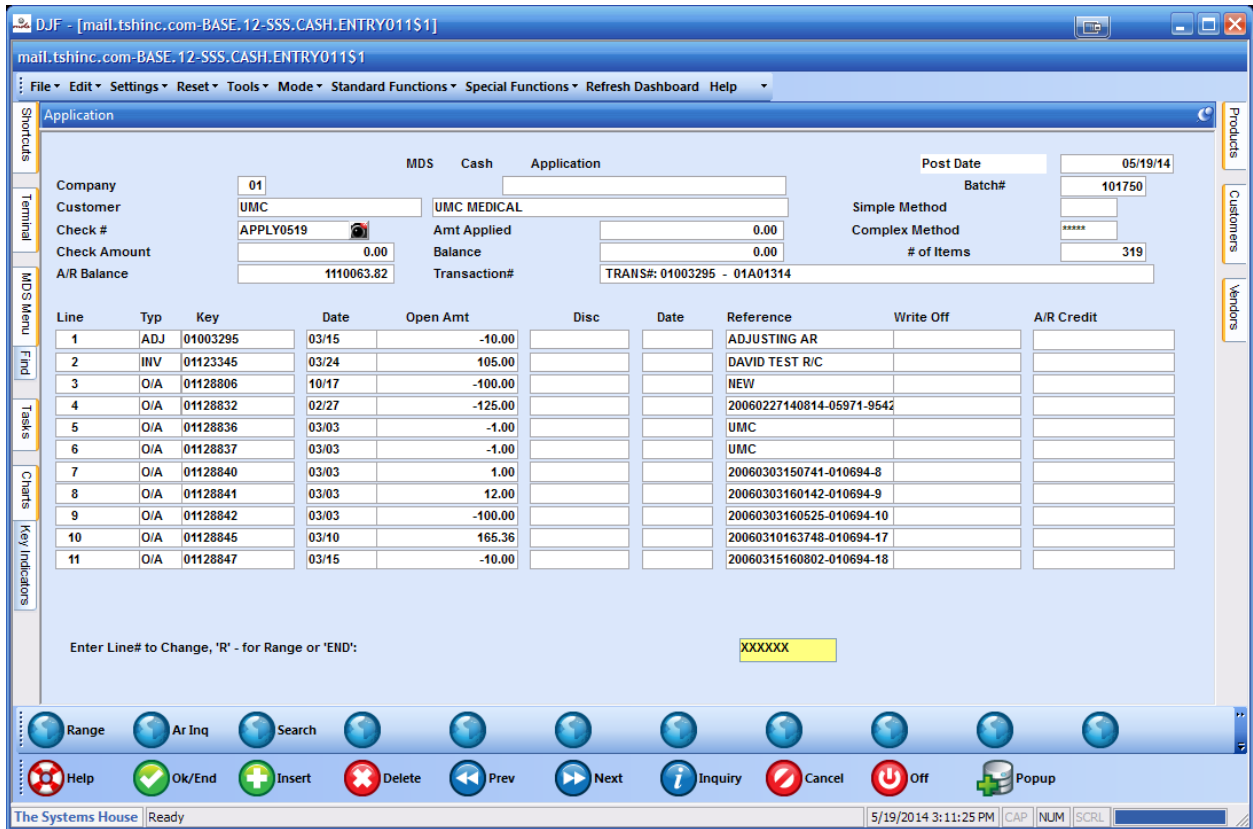 DJF - [mail.tshinc.com-BASE.12-SSS.CASH.ENTRY011$1]
mail.tshinc.com-BASE.12-SSS.CASH.ENTRY011$1
File Edit Settings Reset Tools Mode Standard Functions Special Functions Refresh Dashboard Help
Application
Shortcuts
Terminal
MDS Menu
Find
Tasks
Charts
Key Indicators
Products
Customers
Vendors
MDS Cash Application Post Date 05/19/14
Company 01 Batch# 101750
Customer UMC UMC MEDICAL Simple Method
Check # APPLY0519 Amt Applied 0.00 Complex Method *****
Check Amount 0.00 Balance 0.00 # of Items 319
A/R Balance 1110063.82 Transaction# TRANS#: 01003295 - 01A01314
Line Typ Key Date Open Amt Disc Date Reference Write Off A/R Credit
1 ADJ 01003295 03/15 -10.00 ADJUSTING AR
2 INV 01123345 03/24 105.00 DAVID TEST R/C
3 O/A 01128806 10/17 -100.00 NEW
4 O/A 01128832 02/27 -125.00 20060227140814-05971-9542
5 O/A 01128836 03/03 -1.00 UMC
6 O/A 01128837 03/03 -1.00 UMC
7 O/A 01128840 03/03 1.00 20060303150741-010694-8
8 O/A 01128841 03/03 12.00 20060303160142-010694-9
9 O/A 01128842 03/03 -100.00 20060303160525-010694-10
10 O/A 01128845 03/10 165.36 20060310163748-010694-17
11 O/A 01128847 03/15 -10.00 20060315160802-010694-18
Enter Line# to Change, 'R' - for Range or 'END': XXXXXX
Range Ar Inq Search
Help Ok/End Insert Delete Prev Next Inquiry Cancel Off Popup
The Systems House Ready 5/19/2014 3:11:25 PM CAP NUM SCRL